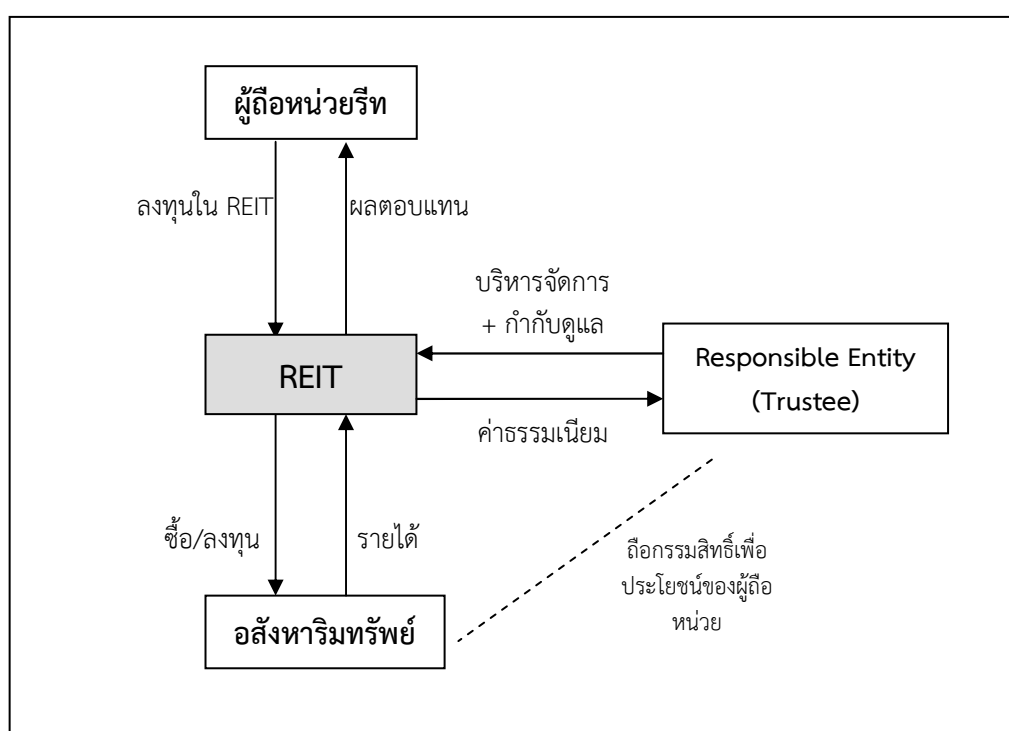 ผู้ถือหน่วยรีท
ลงทุนใน REIT
ผลตอบแทน
บริหารจัดการ
+ กำกับดูแล
REIT
Responsible Entity
(Trustee)
ค่าธรรมเนียม
ซื้อ/ลงทุน
รายได้
ถือกรรมสิทธิ์เพื่อ
ประโยชน์ของผู้ถือ
หน่วย
อสังหาริมทรัพย์